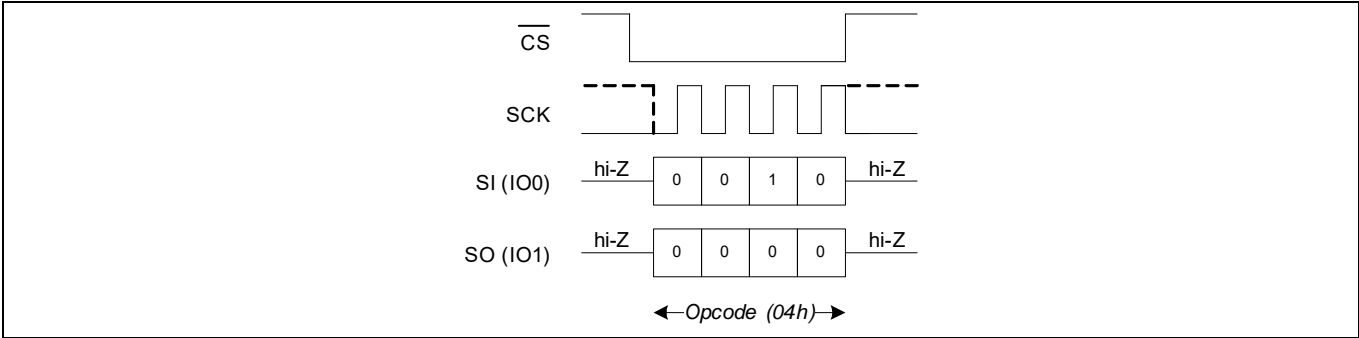 CS
SCK
SI (IO0) hi-Z 0 0 1 0 hi-Z
SO (IO1) hi-Z 0 0 0 0 hi-Z
Opcode (04h)